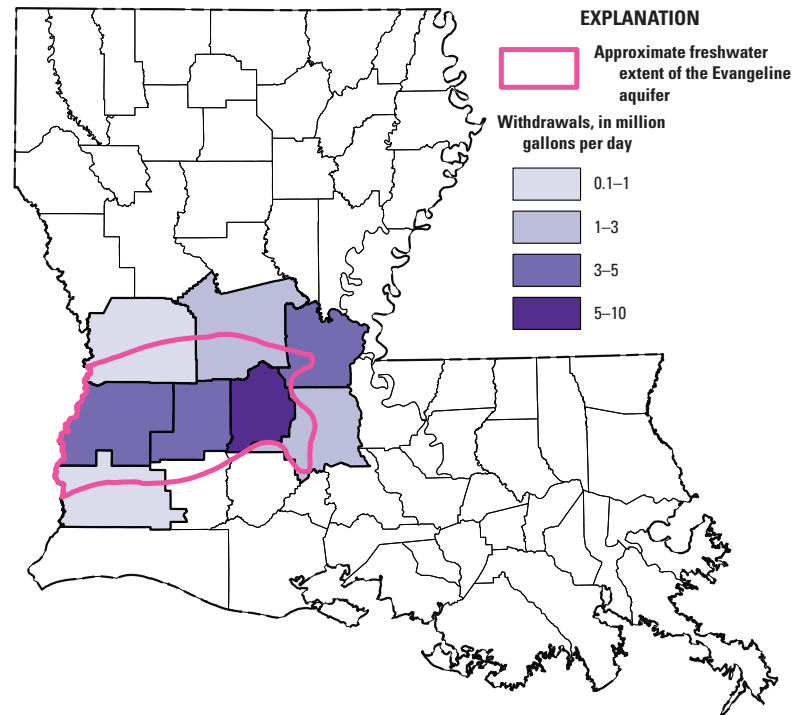 EXPLANATION
Approximate freshwater
extent of the Evangeline
aquifer
Withdrawals, in million
gallons per day
0.1–1
1–3
3–5
5–10